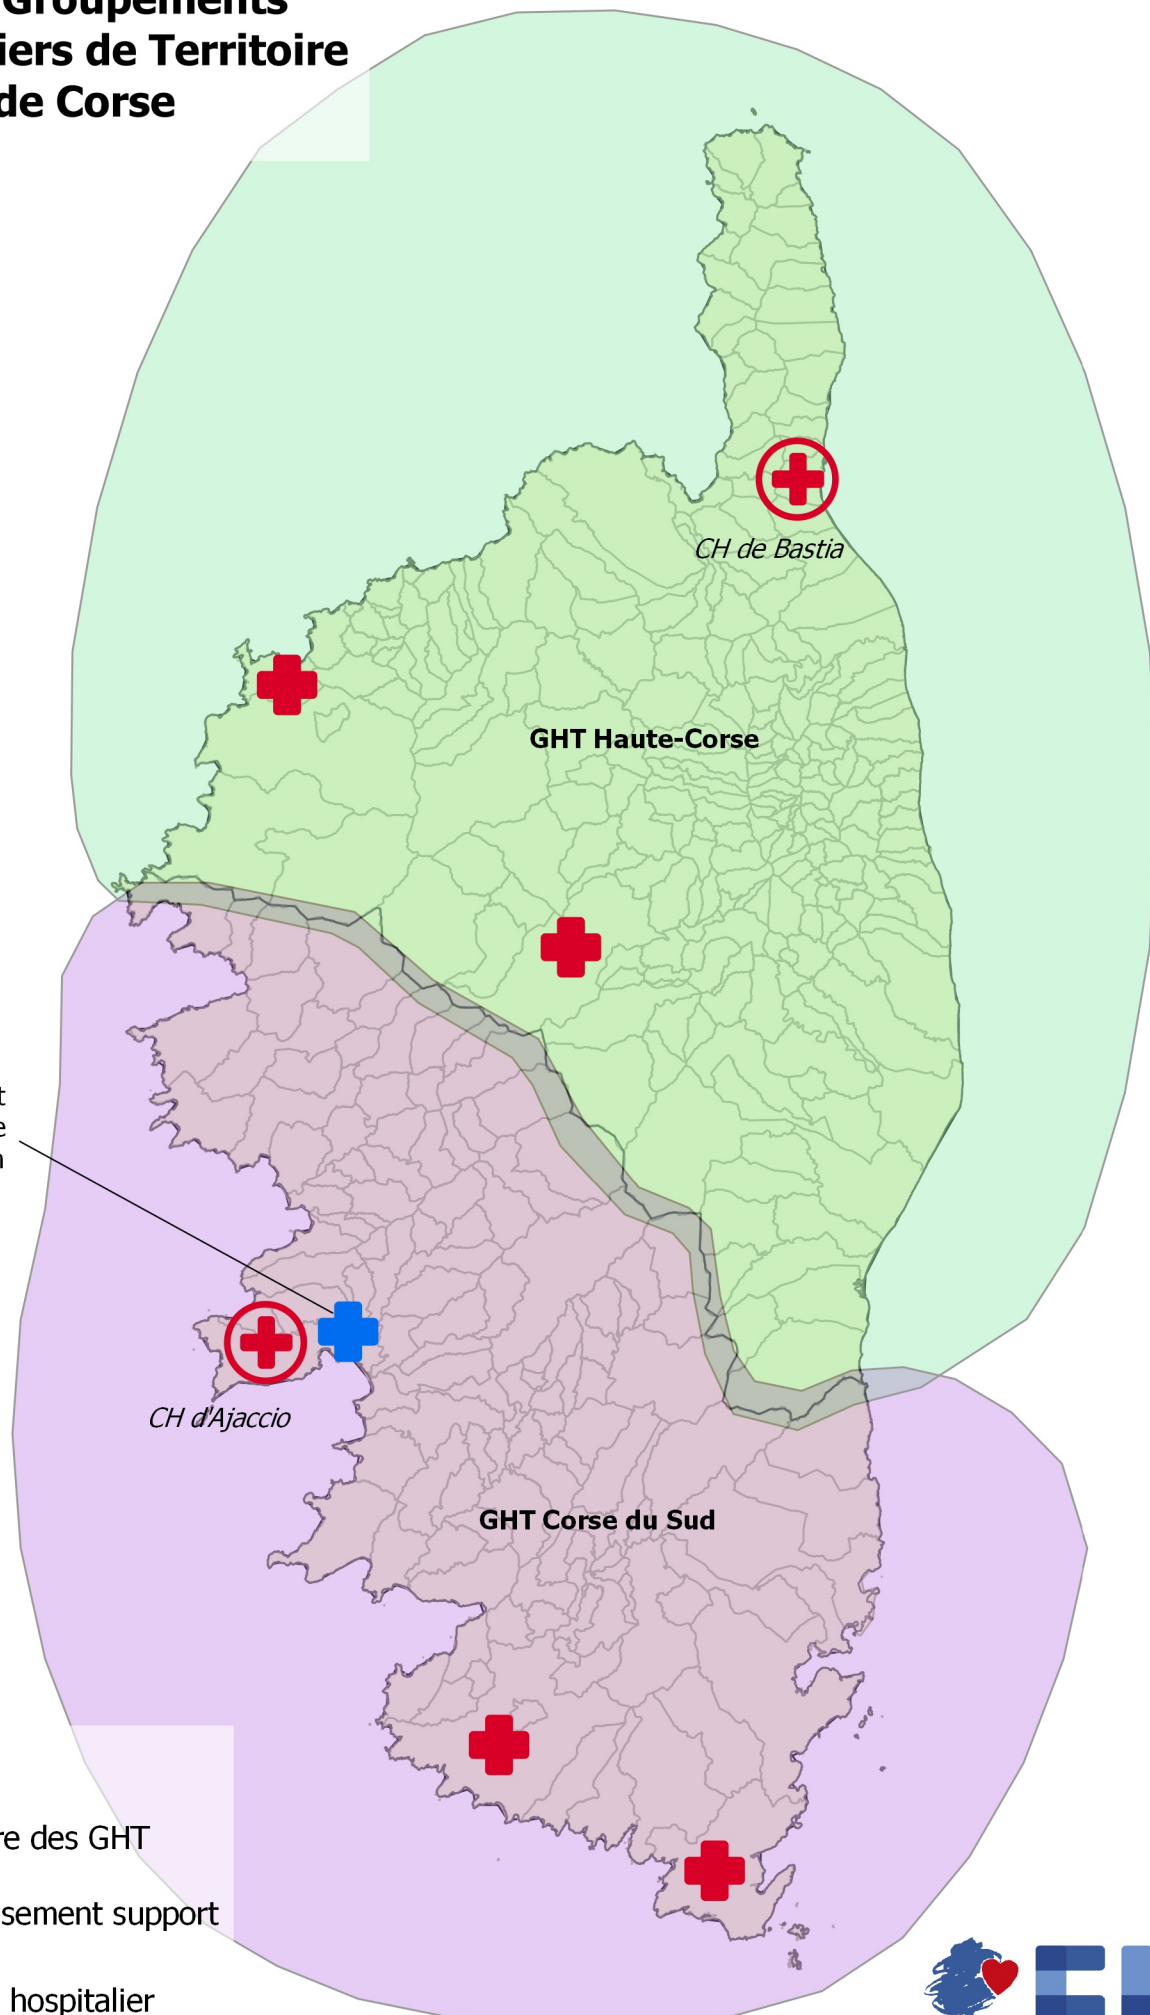 Groupements
iers de Territoire
de Corse
CH de Bastia
GHT Haute-Corse
t
e
n
CH d'Ajaccio
GHT Corse du Sud
re des GHT
sement support
hospitalier